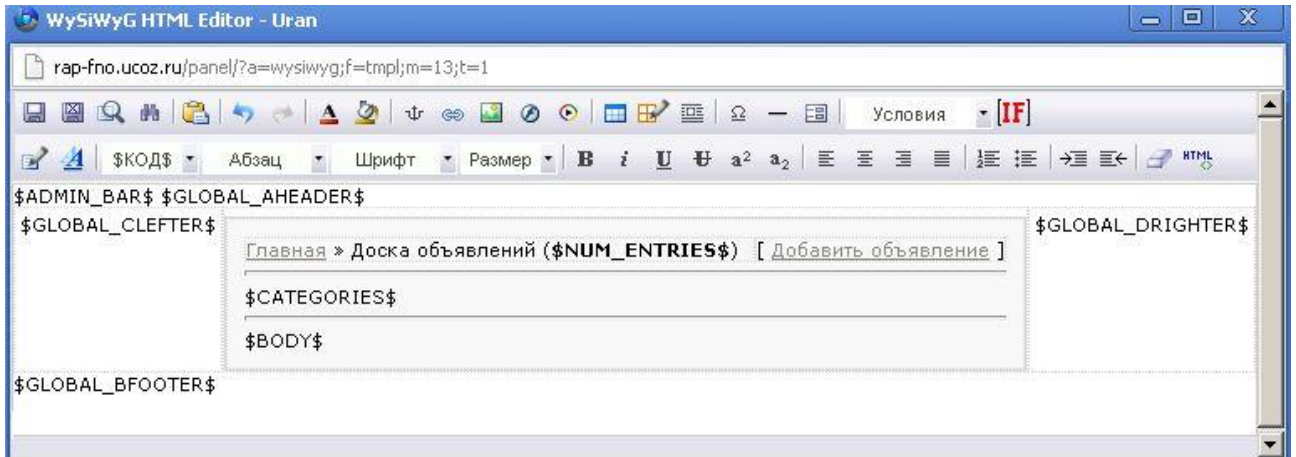 WySiWyG HTML Editor - Uran
rap-fno.ucoz.ru/panel/?a=wysiwyg;f=tmpl;m=13;t=1
Ω Условия [IF]
$КОД$ Абзац Шрифт Размер B i U U a² a₂ HTML
$ADMIN_BAR$ $GLOBAL_AHEADER$
$GLOBAL_CLEFTER$ $GLOBAL_DRIGHTER$
Главная » Доска объявлений ($NUM_ENTRIES$) [ Добавить объявление ]
$CATEGORIES$
$BODY$
$GLOBAL_BFOOTER$